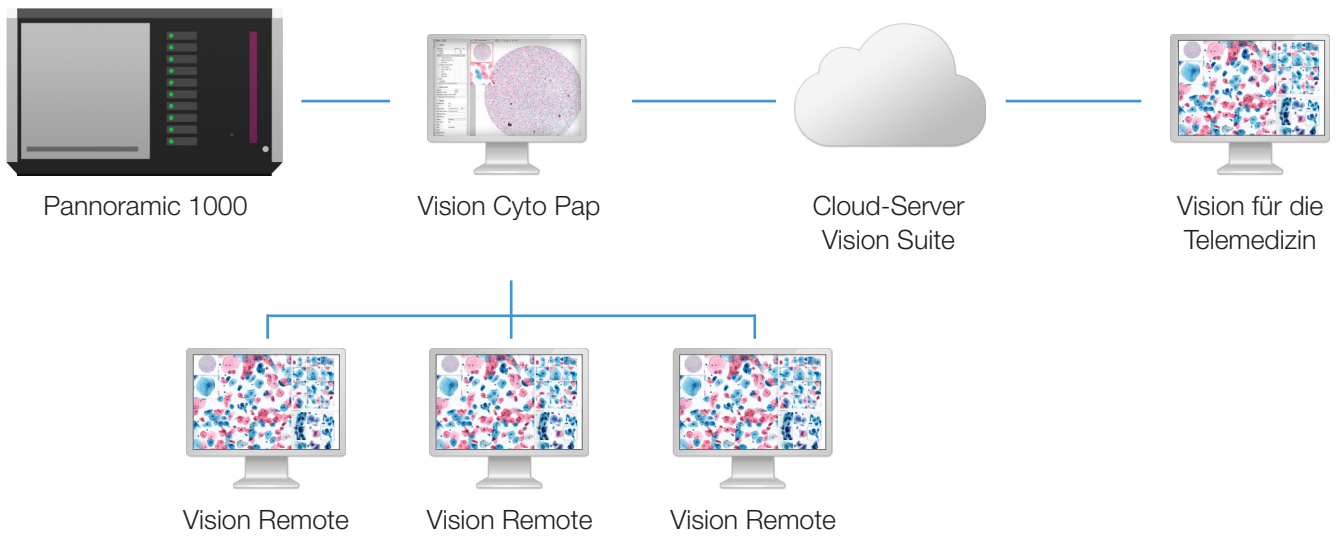 Pannoramic 1000
Vision Cyto Pap
Cloud-Server
Vision Suite
Vision für die
Telemedizin
Vision Remote
Vision Remote
Vision Remote